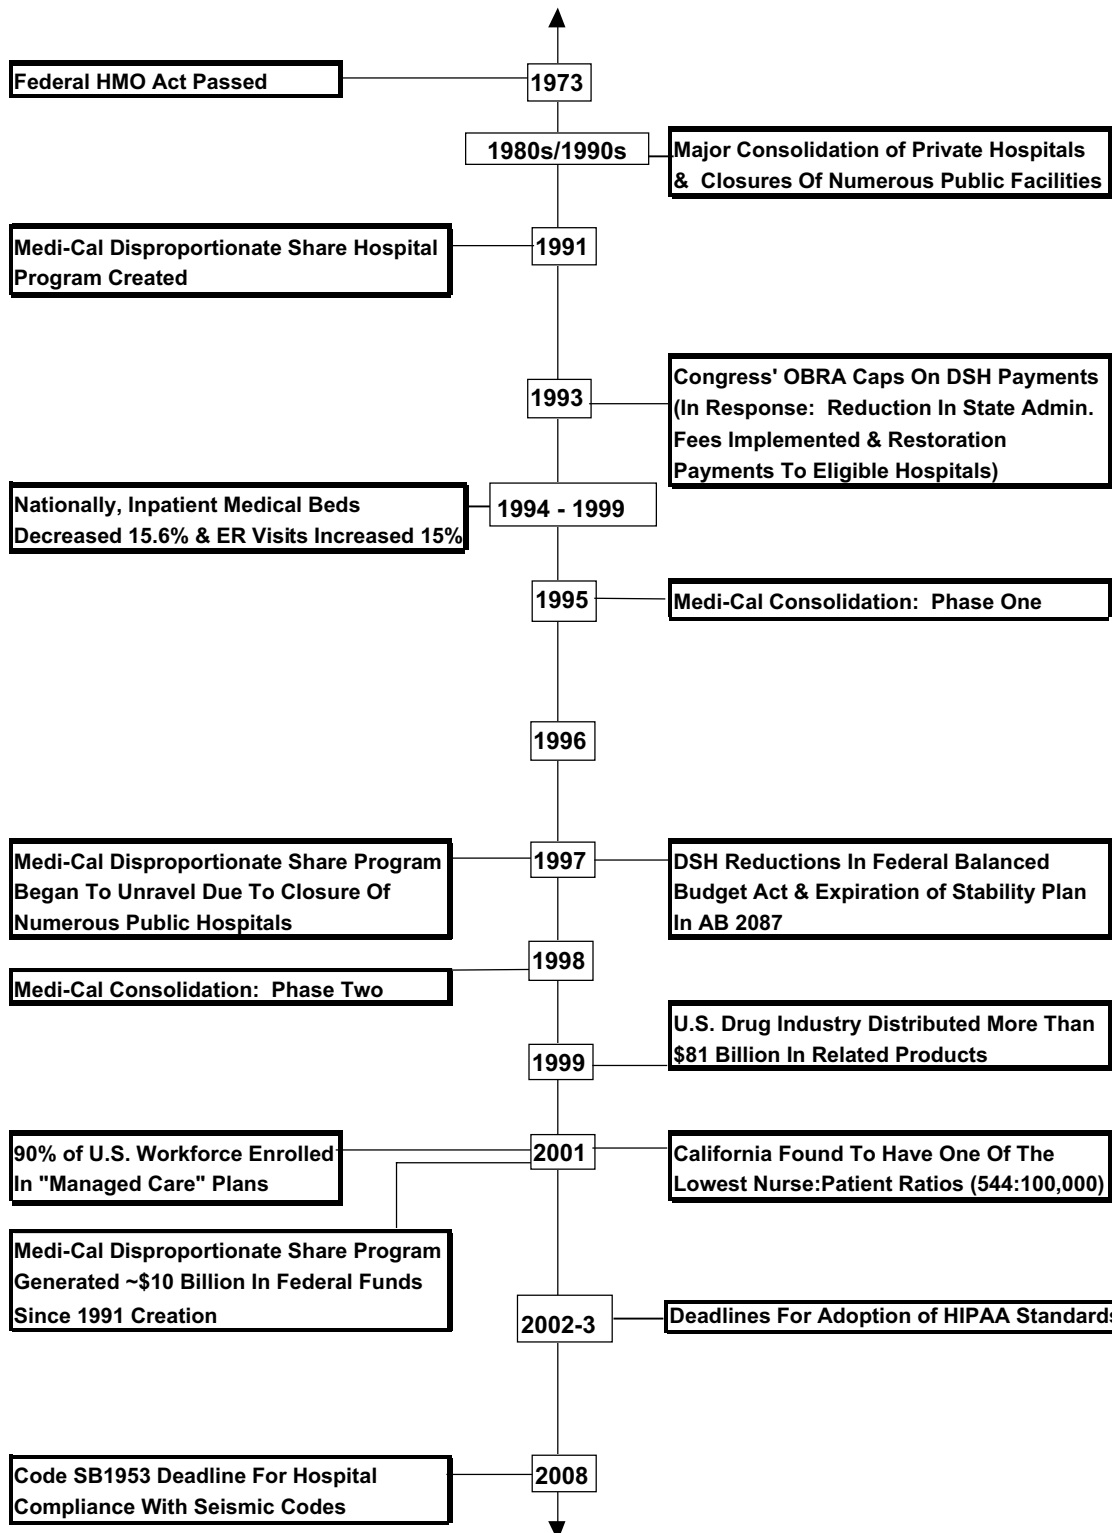 Federal HMO Act Passed
1973
1980s/1990s
Major Consolidation of Private Hospitals
& Closures Of Numerous Public Facilities
Medi-Cal Disproportionate Share Hospital
Program Created
1991
1993
Congress' OBRA Caps On DSH Payments
(In Response: Reduction In State Admin.
Fees Implemented & Restoration
Payments To Eligible Hospitals)
Nationally, Inpatient Medical Beds
Decreased 15.6% & ER Visits Increased 15%
1994 - 1999
1995
Medi-Cal Consolidation: Phase One
1996
Medi-Cal Disproportionate Share Program
Began To Unravel Due To Closure Of
Numerous Public Hospitals
1997
DSH Reductions In Federal Balanced
Budget Act & Expiration of Stability Plan
In AB 2087
1998
Medi-Cal Consolidation: Phase Two
1999
U.S. Drug Industry Distributed More Than
$81 Billion In Related Products
90% of U.S. Workforce Enrolled
In "Managed Care" Plans
2001
California Found To Have One Of The
Lowest Nurse:Patient Ratios (544:100,000)
Medi-Cal Disproportionate Share Program
Generated ~$10 Billion In Federal Funds
Since 1991 Creation
2002-3
Deadlines For Adoption of HIPAA Standards
Code SB1953 Deadline For Hospital
Compliance With Seismic Codes
2008